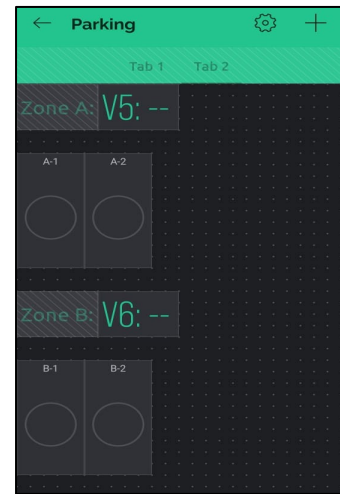 Parking
Tab 1 Tab 2
Zone A: V5: --
A-1 A-2
Zone B: V6: --
B-1 B-2